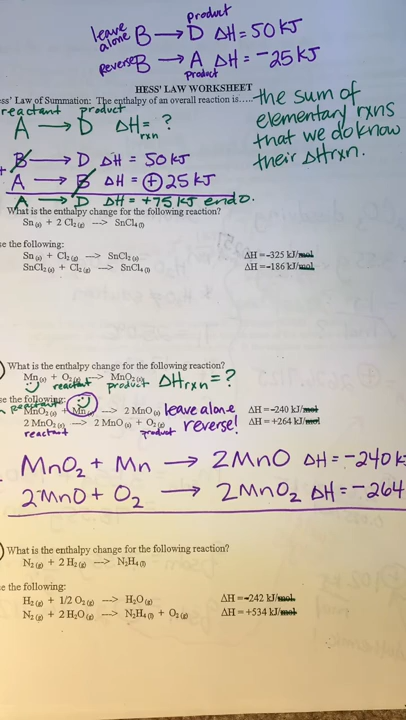 leave alone B → D ΔH = 50 kJ
product
reverse B → A ΔH = -25 kJ
product
HESS' LAW WORKSHEET
ess' Law of Summation: The enthalpy of an overall reaction is….. the sum of elementary rxns that we do know their ΔHrxn.
reactant product
A → D ΔH rxn = ?
+ B → D ΔH = 50 kJ
A → B ΔH = + 25 kJ
A → D ΔH = +75 kJ endo.
What is the enthalpy change for the following reaction?
Sn (s) + 2 Cl2 (g) --> SnCl4 (l)
se the following:
Sn (s) + Cl2 (g) --> SnCl2 (s) ΔH = -325 kJ/mol
SnCl2 (s) + Cl2 (g) --> SnCl4 (l) ΔH = -186 kJ/mol
What is the enthalpy change for the following reaction?
Mn (s) + O2 (g) --> MnO2 (s) ΔHrxn = ?
reactant product
se the following:
reactant
MnO2 (s) + Mn (s) --> 2 MnO (s) leave alone ΔH = -240 kJ/mol
2 MnO2 (s) --> 2 MnO (s) + O2 (g) reverse! ΔH = +264 kJ/mol
reactant product
MnO2 + Mn → 2MnO ΔH = -240 k
2MnO + O2 → 2MnO2 ΔH = -264
What is the enthalpy change for the following reaction?
N2 (g) + 2 H2 (g) --> N2H4 (l)
se the following:
H2 (g) + 1/2 O2 (g) --> H2O (g) ΔH = -242 kJ/mol
N2 (g) + 2 H2O (g) --> N2H4 (l) + O2 (g) ΔH = +534 kJ/mol